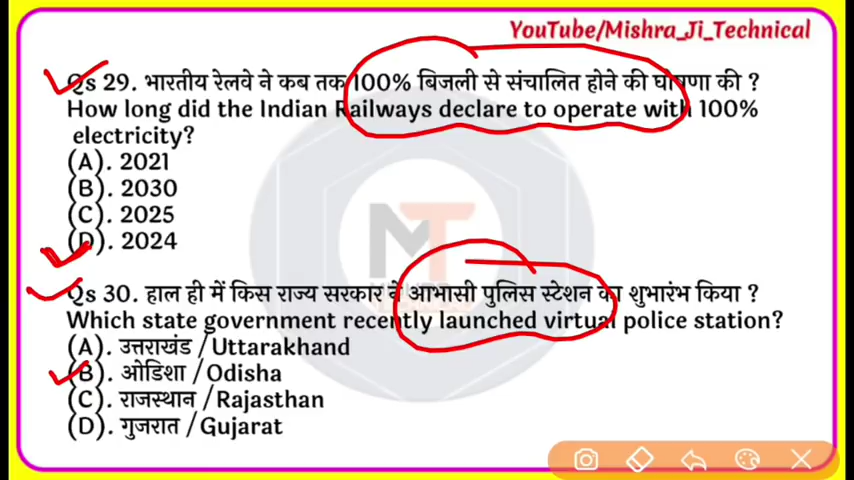 YouTube/Mishra_Ji_Technical
Qs 29. भारतीय रेलवे ने कब तक 100% बिजली से संचालित होने की घोषणा की ?
How long did the Indian Railways declare to operate with 100%
electricity?
(A). 2021
(B). 2030
(C). 2025
(D). 2024
MT
Qs 30. हाल ही में किस राज्य सरकार ने आभासी पुलिस स्टेशन का शुभारंभ किया ?
Which state government recently launched virtual police station?
(A). उत्तराखंड / Uttarakhand
(B). ओडिशा / Odisha
(C). राजस्थान / Rajasthan
(D). गुजरात / Gujarat